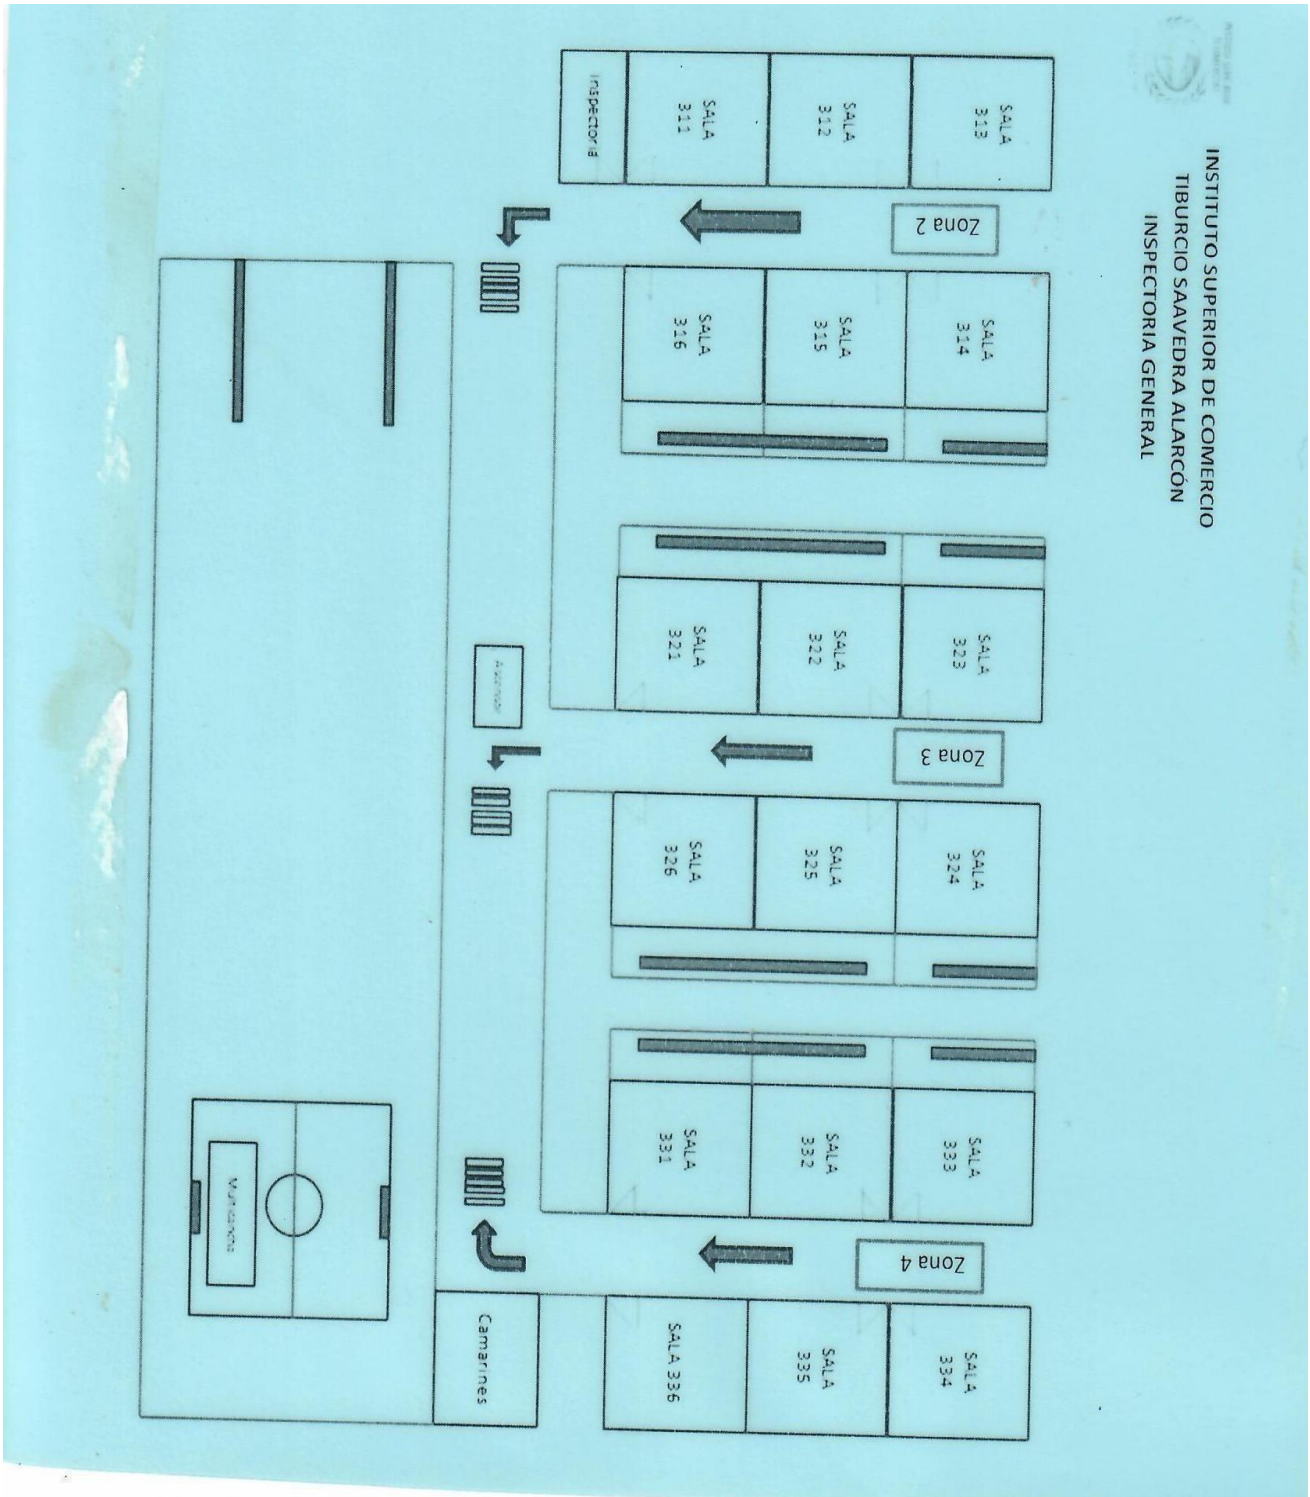 INSTITUTO SUPERIOR DE COMERCIO
TIBURCIO SAAVEDRA ALARCÓN
INSPECTORIA GENERAL
SALA
313
SALA
312
SALA
311
Inspectoria
Zona 2
SALA
314
SALA
315
SALA
316
SALA
323
SALA
322
SALA
321
Ascensor
Zona 3
SALA
324
SALA
325
SALA
326
SALA
333
SALA
332
SALA
331
Multicancha
Zona 4
SALA
334
SALA
335
SALA 336
Camarines